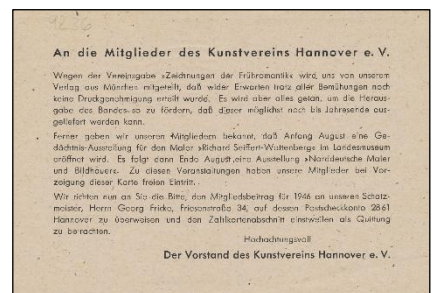 12/6
An die Mitglieder des Kunstvereins Hannover e. V.
Wegen der Vereinsgabe »Zeichnungen der Frühromantik« wird, uns von unserem
Verlag aus München mitgeteilt, daß wider Erwarten trotz aller Bemühungen noch
keine Druckgenehmigung erteilt wurde. Es wird aber alles getan, um die Heraus-
gabe des Bandes so zu fördern, daß dieser möglichst noch bis Jahresende aus-
geliefert werden kann.
Ferner geben wir unseren Mitgliedern bekannt, daß Anfang August eine Ge-
dächtnis-Ausstellung für den Maler »Richard Seiffert-Wattenberg« im Landesmuseum
eröffnet wird. Es folgt dann Ende August eine Ausstellung »Norddeutsche Maler
und Bildhauer«. Zu diesen Veranstaltungen haben unsere Mitglieder bei Vor-
zeigung dieser Karte freien Eintritt.
Wir richten nun an Sie die Bitte, den Mitgliedsbeitrag für 1946 an unseren Schatz-
meister, Herrn Georg Fricke, Friesenstraße 34, auf dessen Postscheckkonto 2861
Hannover zu überweisen und den Zahlkartenabschnitt einstweilen als Quittung
zu betrachten.
Hochachtungsvoll
Der Vorstand des Kunstvereins Hannover e. V.